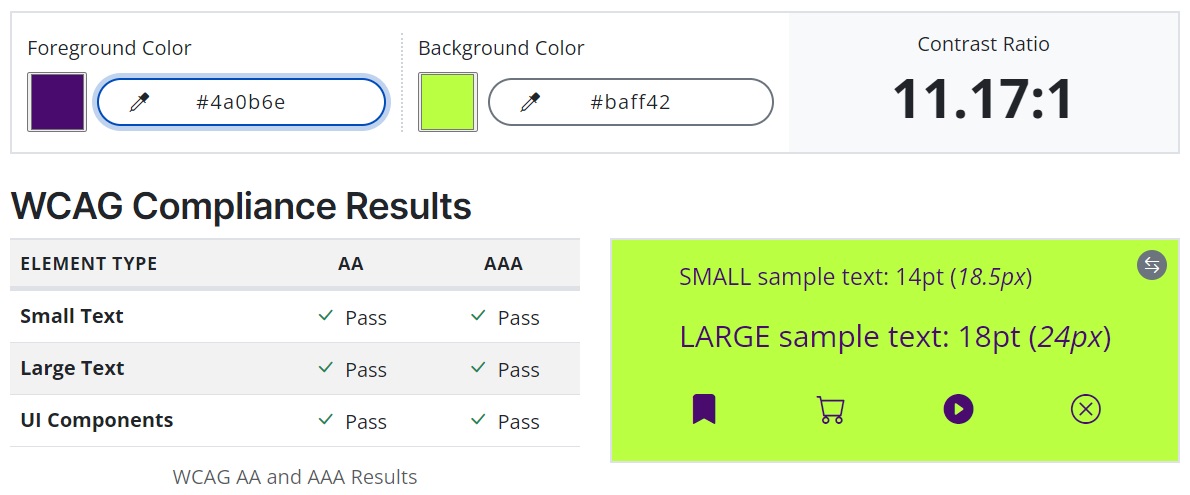 Foreground Color
#4a0b6e
Background Color
#baff42
Contrast Ratio
11.17:1
WCAG Compliance Results
ELEMENT TYPE AA AAA
Small Text Pass Pass
Large Text Pass Pass
UI Components Pass Pass
WCAG AA and AAA Results
SMALL sample text: 14pt (18.5px)
LARGE sample text: 18pt (24px)